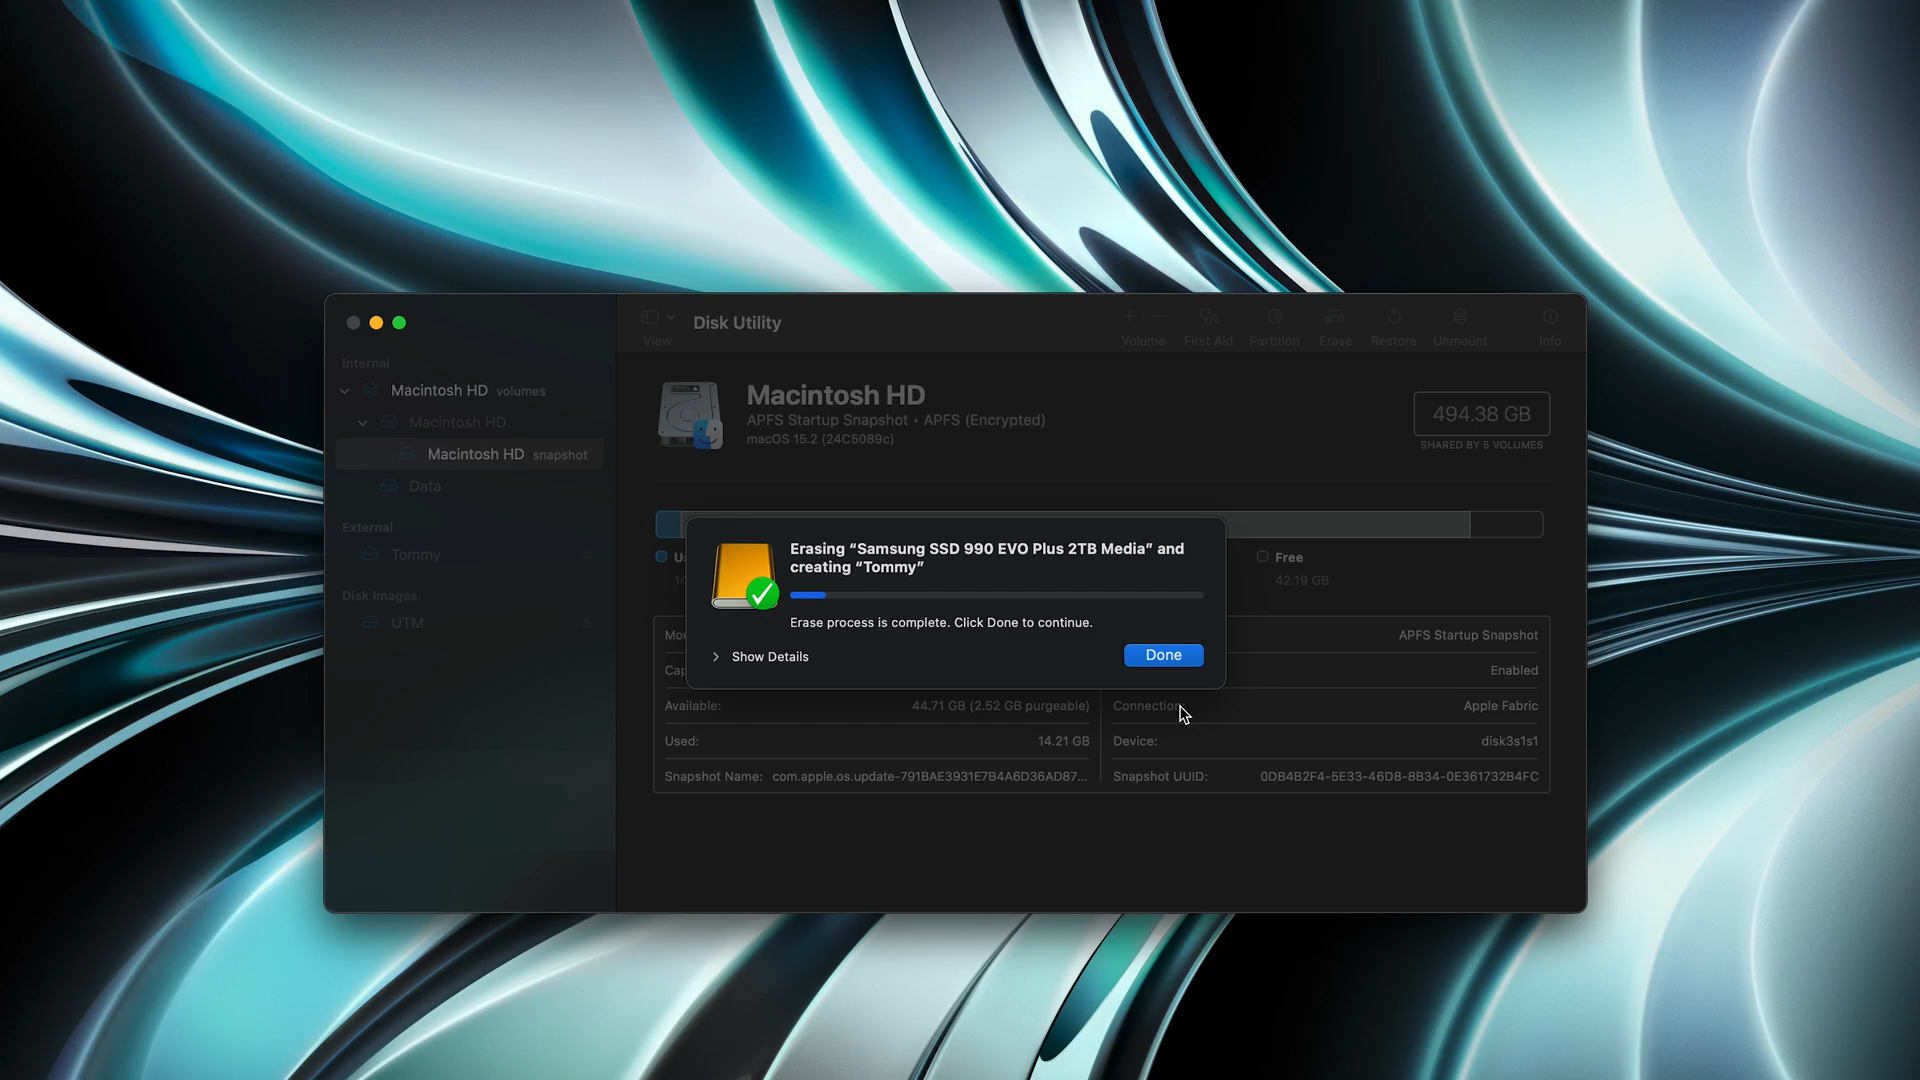 Disk Utility
View
Volume
First Aid
Partition
Erase
Restore
Unmount
Info
Internal
Macintosh HD volumes
Macintosh HD
Macintosh HD snapshot
Data
External
Tommy
Disk Images
UTM
Macintosh HD
APFS Startup Snapshot • APFS (Encrypted)
macOS 15.2 (24C5089c)
494.38 GB
SHARED BY 5 VOLUMES
Free
42.19 GB
Erasing “Samsung SSD 990 EVO Plus 2TB Media” and
creating “Tommy”
Erase process is complete. Click Done to continue.
Show Details
Done
APFS Startup Snapshot
Enabled
Available: 44.71 GB (2.52 GB purgeable)
Connection: Apple Fabric
Used: 14.21 GB
Device: disk3s1s1
Snapshot Name: com.apple.os.update-791BAE3931E7B4A6D36AD87...
Snapshot UUID: 0DB4B2F4-5E33-46D8-8B34-0E361732B4FC